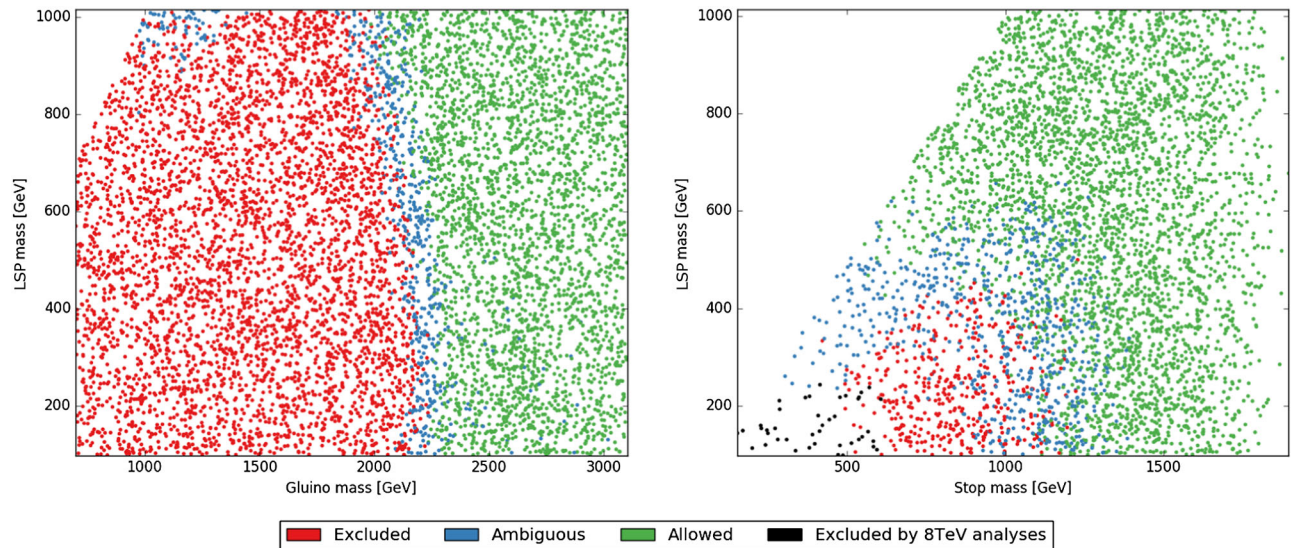 1000
800
600
400
200
LSP mass [GeV]
1000 1500 2000 2500 3000
Gluino mass [GeV]
1000
800
600
400
200
LSP mass [GeV]
500 1000 1500
Stop mass [GeV]
Excluded Ambiguous Allowed Excluded by 8TeV analyses